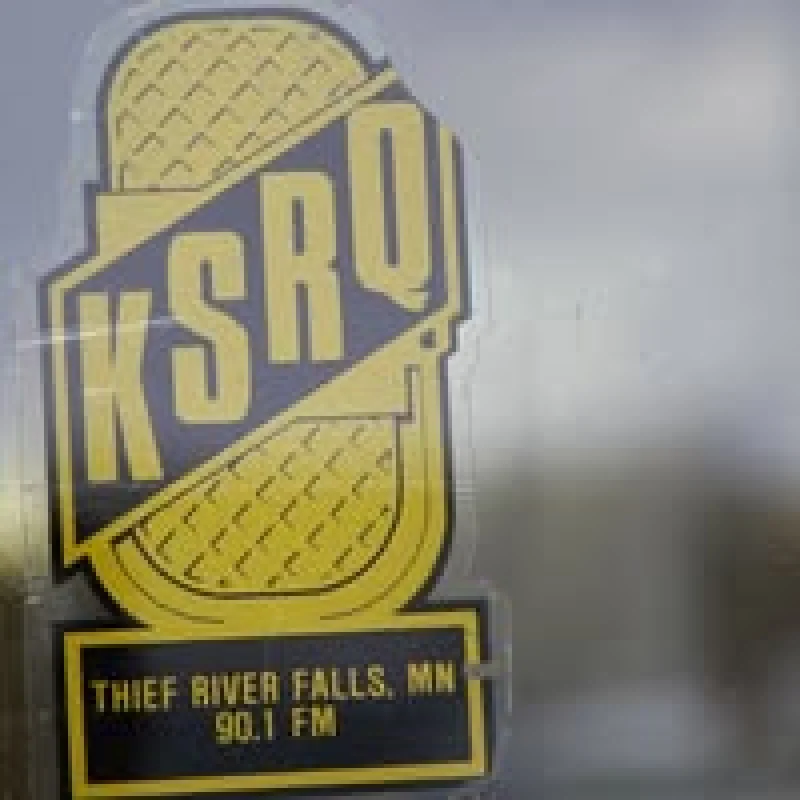 KSRQ
THIEF RIVER FALLS, MN
90.1 FM